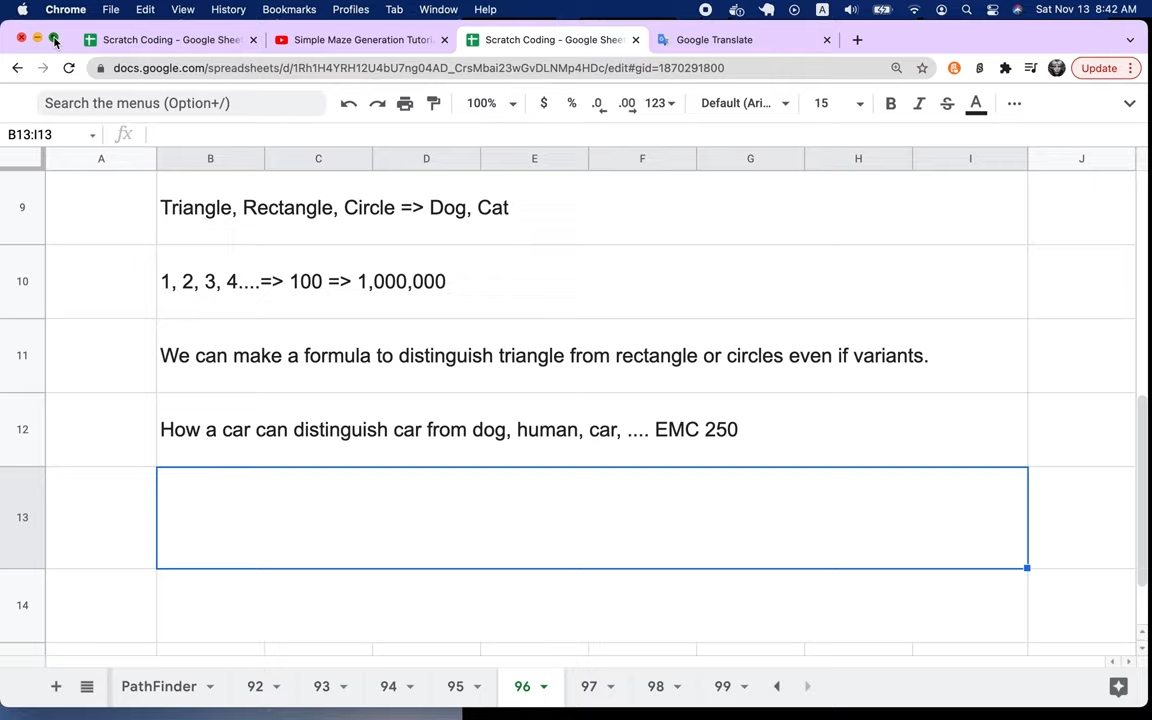 Chrome File Edit View History Bookmarks Profiles Tab Window Help A Sat Nov 13 8:42 AM
Scratch Coding - Google Shee Simple Maze Generation Tutori Scratch Coding - Google Shee Google Translate
docs.google.com/spreadsheets/d/1Rh1H4YRH12U4bU7ng04AD_CrsMbai23wGvDLNMp4HDc/edit#gid=1870291800 Update
Search the menus (Option+/) 100% $ % .0 .00 123 Default (Ari... 15 B I S A
B13:I13 fx
A B C D E F G H I J
9 Triangle, Rectangle, Circle => Dog, Cat
10 1, 2, 3, 4....=> 100 => 1,000,000
11 We can make a formula to distinguish triangle from rectangle or circles even if variants.
12 How a car can distinguish car from dog, human, car, .... EMC 250
13
14
PathFinder 92 93 94 95 96 97 98 99